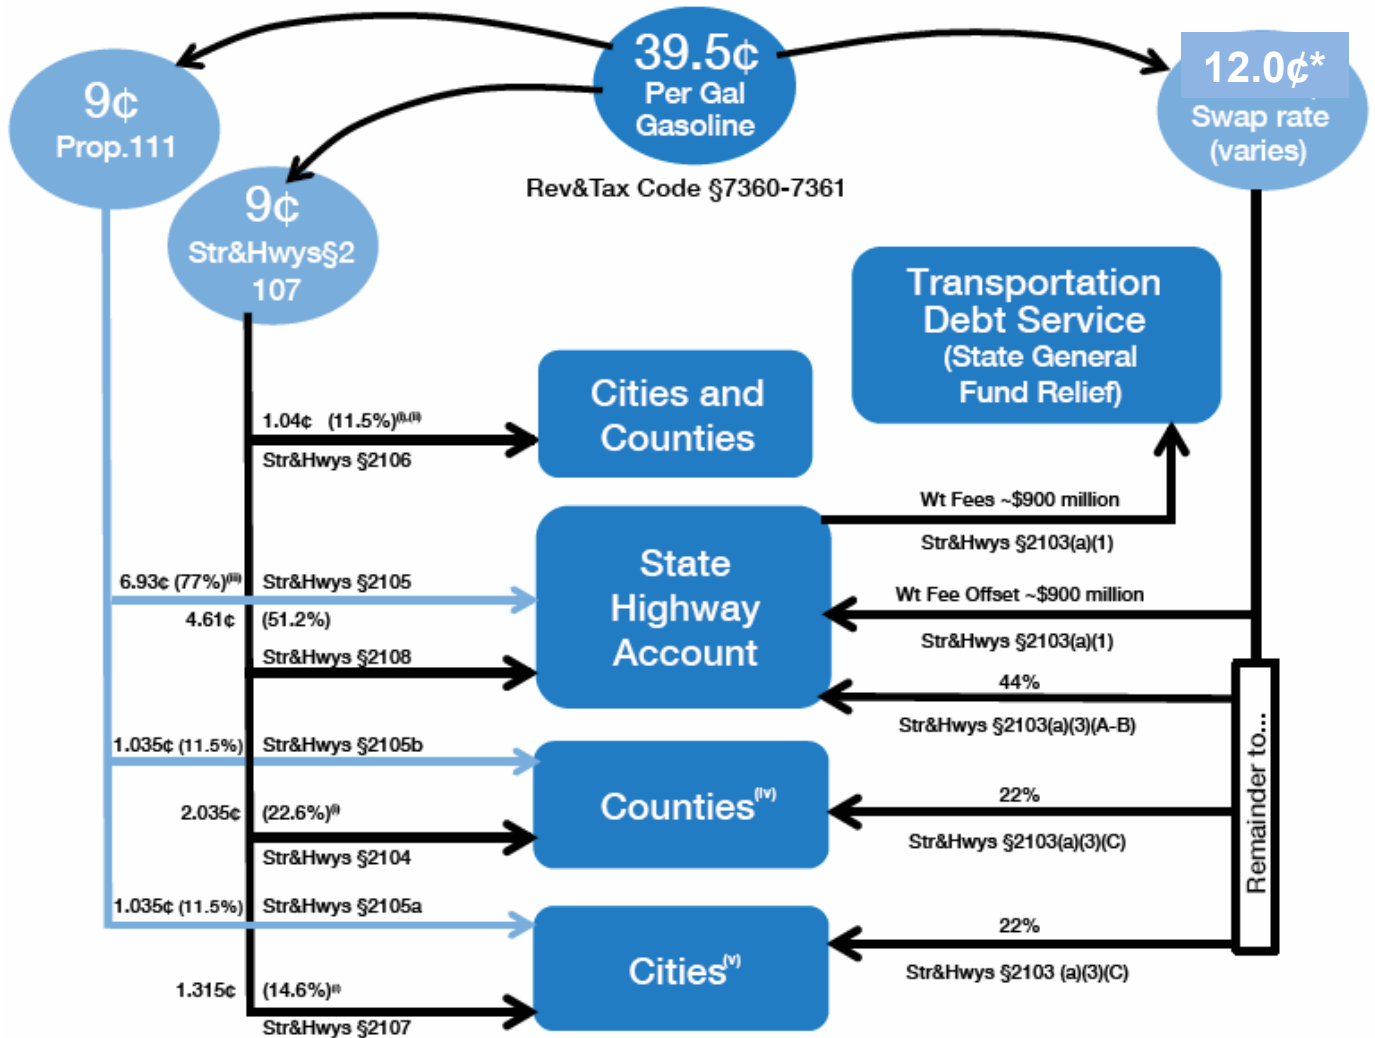 39.5¢
Per Gal
Gasoline
Rev&Tax Code §7360-7361
9¢
Prop.111
9¢
Str&Hwys§2
107
12.0¢*
Swap rate
(varies)
Transportation
Debt Service
(State General
Fund Relief)
Cities and
Counties
1.04¢ (11.5%)(i),(ii)
Str&Hwys §2106
State
Highway
Account
Wt Fees ~$900 million
Str&Hwys §2103(a)(1)
Wt Fee Offset ~$900 million
Str&Hwys §2103(a)(1)
6.93¢ (77%)(iii) Str&Hwys §2105
4.61¢ (51.2%)
Str&Hwys §2108
44%
Str&Hwys §2103(a)(3)(A-B)
1.035¢ (11.5%) Str&Hwys §2105b
2.035¢ (22.6%)(i)
Str&Hwys §2104
Counties(iv)
22%
Str&Hwys §2103(a)(3)(C)
1.035¢ (11.5%) Str&Hwys §2105a
1.315¢ (14.6%)(i)
Str&Hwys §2107
Cities(v)
22%
Str&Hwys §2103 (a)(3)(C)
Remainder to...